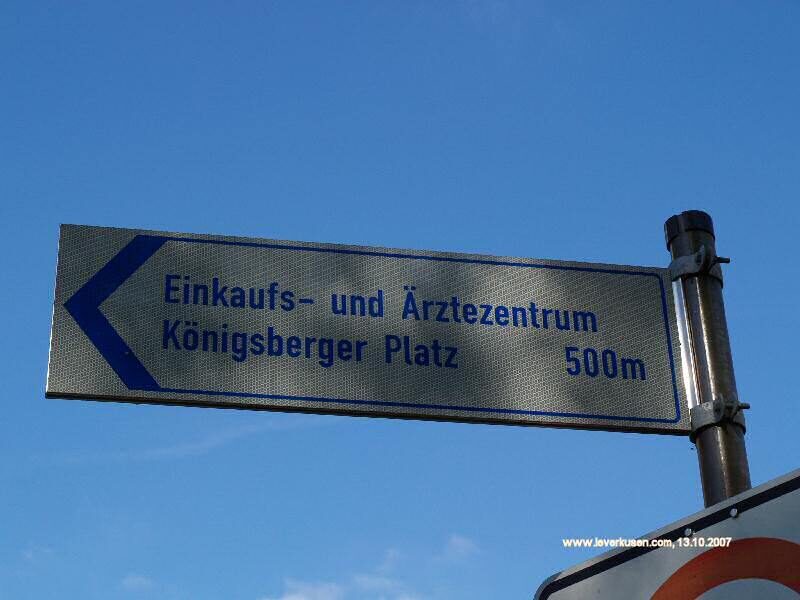 Einkaufs- und Ärztezentrum
Königsberger Platz 500m
www.leverkusen.com, 13.10.2007